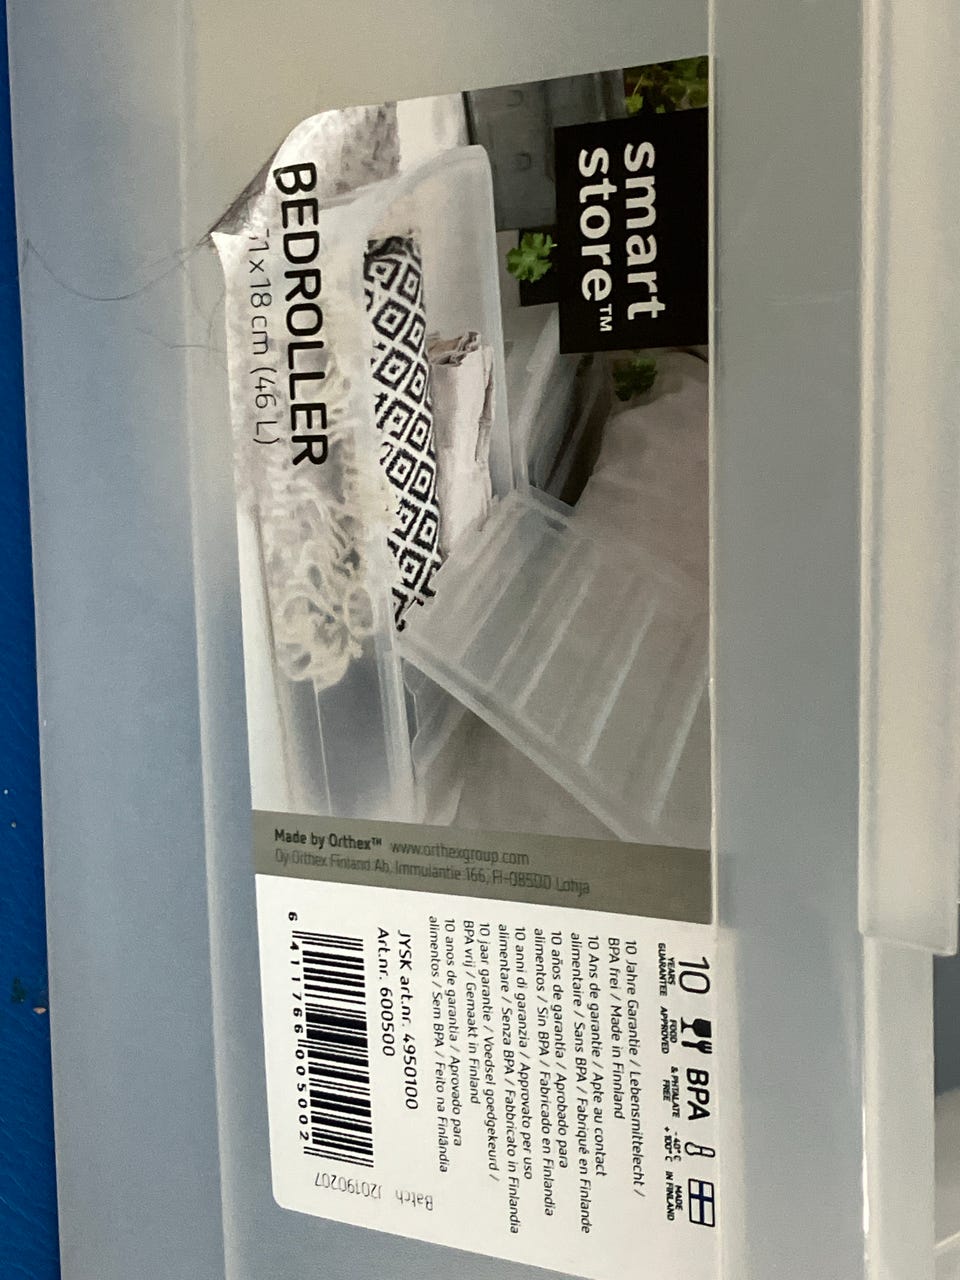 smart
store™
BEDROLLER
1 x 18 cm (46 L)
Made by Orthex™ www.orthexgroup.com
Oy Orthex Finland Ab, Immulantie 166, FI-08500 Lohja
10 BPA
YEARS GUARANTEE
FOOD APPROVED
& PHTALATE FREE
- 40° C + 100° C
MADE IN FINLAND
10 Jahre Garantie / Lebensmittelecht /
BPA frei / Made in Finnland
10 Ans de garantie / Apte au contact
alimentaire / Sans BPA / Fabriqué en Finlande
10 años de garantía / Aprobado para
alimentos / Sin BPA / Fabricado en Finlandia
10 anni di garanzia / Approvato per uso
alimentare / Senza BPA / Fabbricato in Finlandia
10 jaar garantie / Voedsel goedgekeurd /
BPA vrij / Gemaakt in Finland
10 anos de garantia / Aprovado para
alimentos / Sem BPA / Feito na Finlândia
JYSK art.nr. 4950100
Art.nr. 600500
6 411766 005002
Batch J20190207